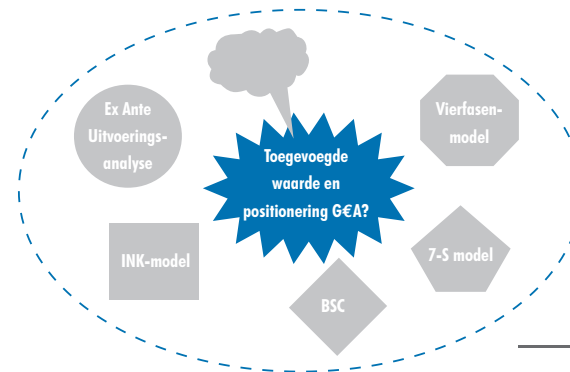 Ex Ante
Uitvoerings-
analyse
Vierfasen-
model
Toegevoegde
waarde en
positionering G€A?
INK-model
7-S model
BSC